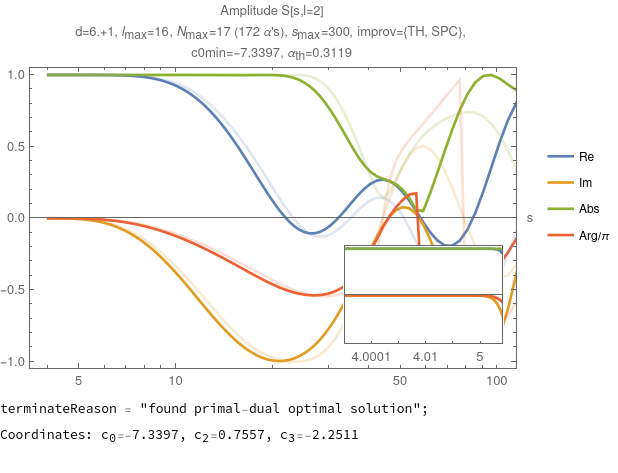 Amplitude S[s,l=2]
d=6.+1, lmax=16, Nmax=17 (172 α's), smax=300, improv={TH, SPC},
c0min=-7.3397, αth=0.3119
1.0
0.5
0.0
-0.5
-1.0
s
Re
Im
Abs
Arg/π
4.0001 4.01 5
5 10 50 100
terminateReason = "found primal-dual optimal solution";
Coordinates: c0=-7.3397, c2=0.7557, c3=-2.2511